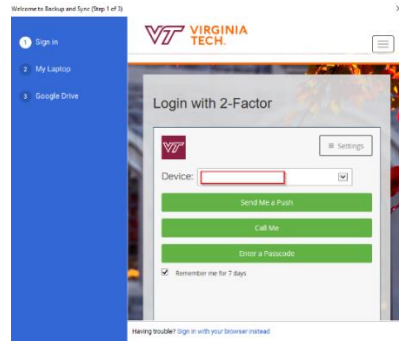 Welcome to Backup and Sync (Step 1 of 3)
1 Sign in
2 My Laptop
3 Google Drive
VT VIRGINIA
TECH.
Login with 2-Factor
VT
Settings
Device:
Send Me a Push
Call Me
Enter a Passcode
Remember me for 7 days
Having trouble? Sign in with your browser instead